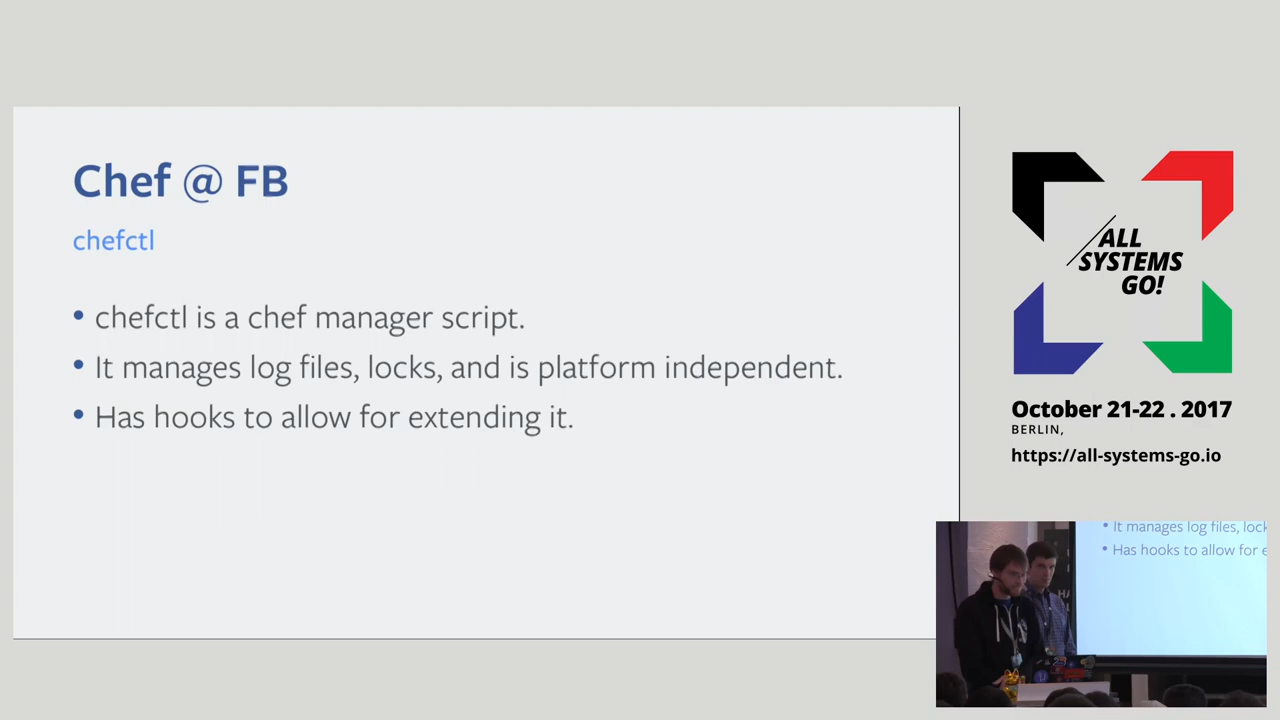 Chef @ FB
chefctl
• chefctl is a chef manager script.
• It manages log files, locks, and is platform independent.
• Has hooks to allow for extending it.
ALL
SYSTEMS
GO!
October 21-22 . 2017
BERLIN,
https://all-systems-go.io
• It manages log files, lock
• Has hooks to allow for e